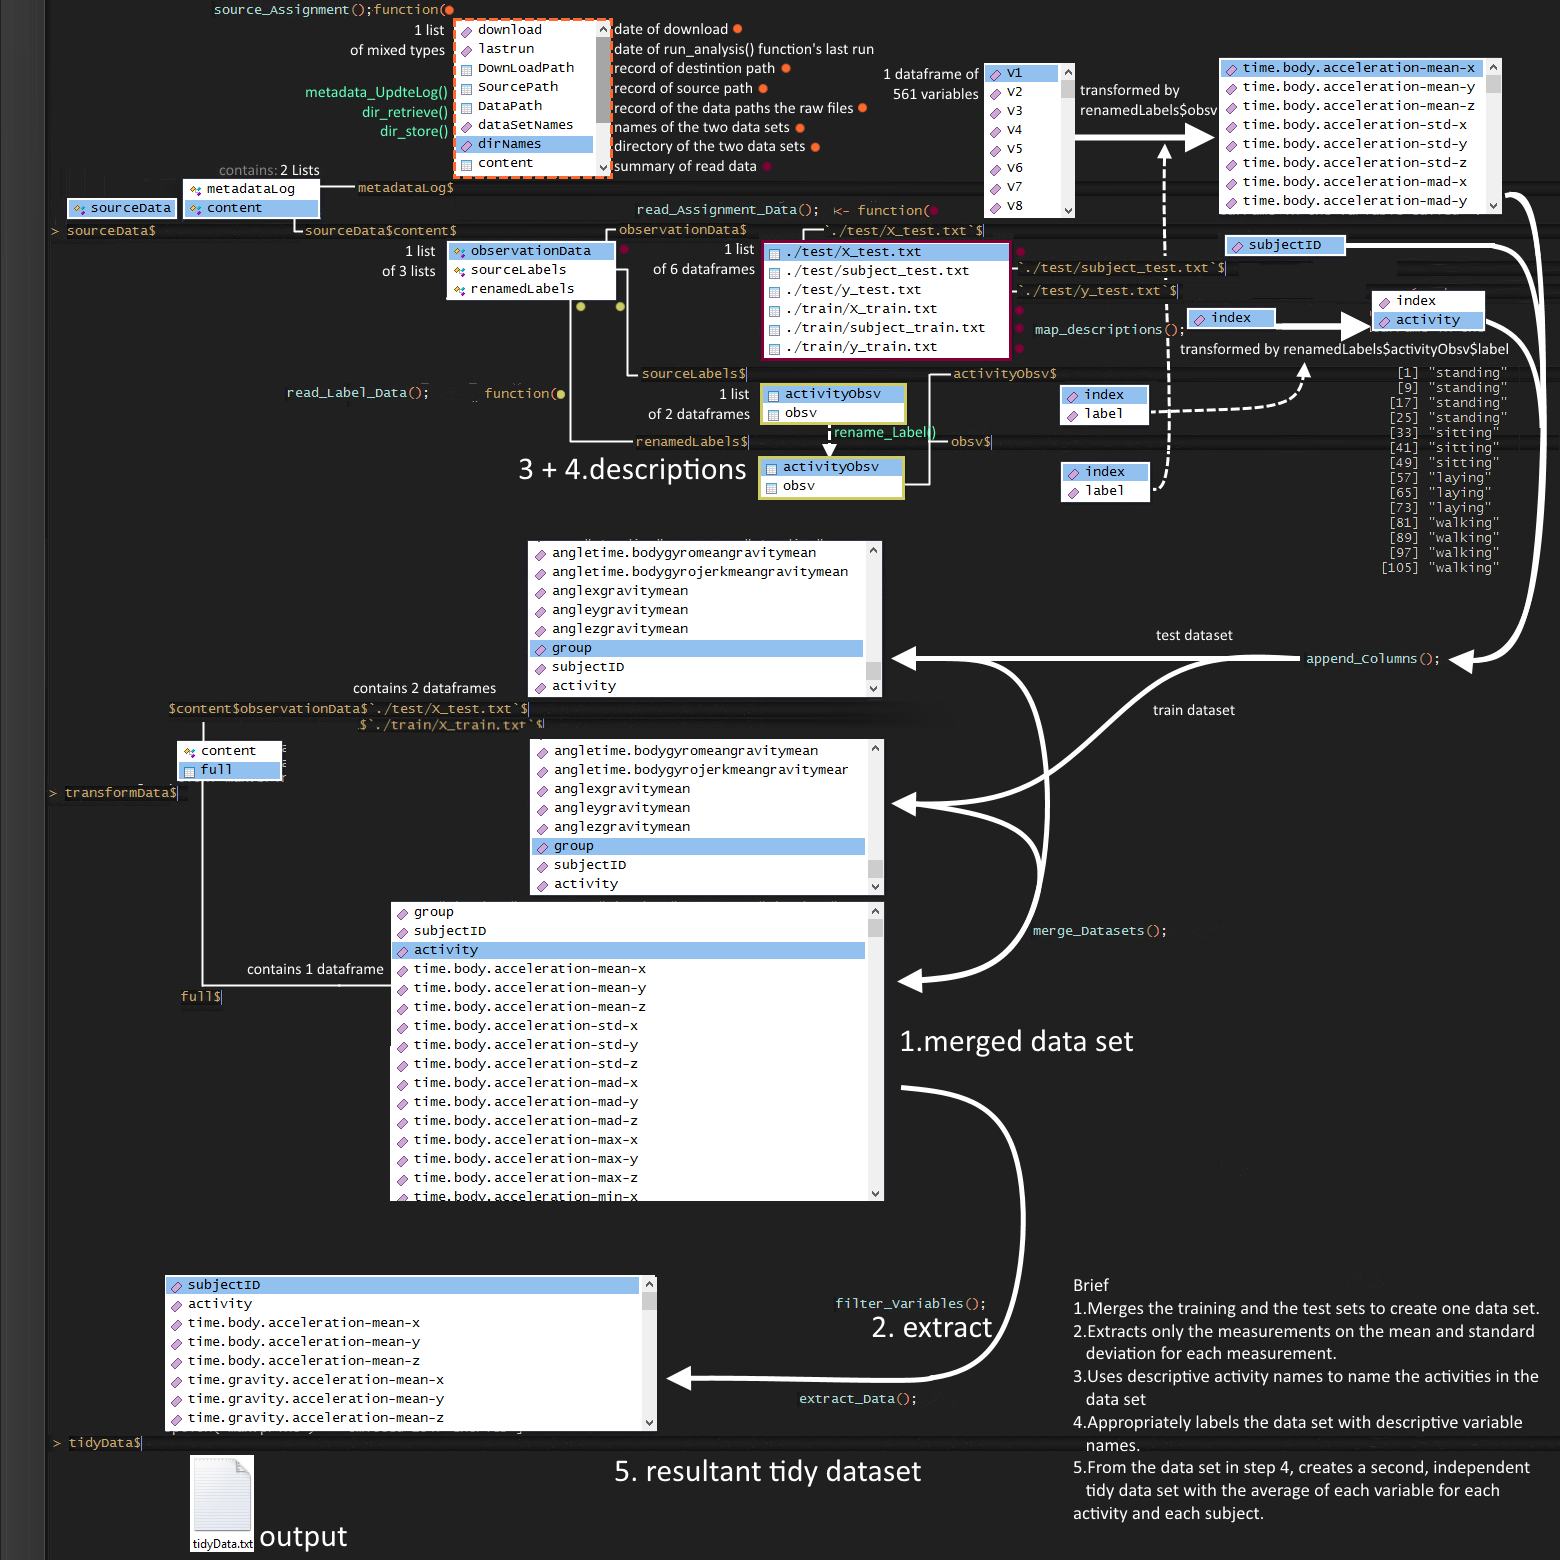 source_Assignment();function(
1 list
of mixed types
download
lastrun
DownLoadPath
SourcePath
DataPath
dataSetNames
dirNames
content
date of download
date of run_analysis() function's last run
record of destintion path
record of source path
record of the data paths the raw files
names of the two data sets
directory of the two data sets
summary of read data
metadata_UpdteLog()
dir_retrieve()
dir_store()
1 dataframe of
561 variables
V1
V2
V3
V4
V5
V6
V7
V8
transformed by
renamedLabels$obsv
time.body.acceleration-mean-x
time.body.acceleration-mean-y
time.body.acceleration-mean-z
time.body.acceleration-std-x
time.body.acceleration-std-y
time.body.acceleration-std-z
time.body.acceleration-mad-x
time.body.acceleration-mad-y
contains: 2 Lists
metadataLog
content
metadataLog$
sourceData
> sourceData$
sourceData$content$
read_Assignment_Data(); <- function(
1 list
of 3 lists
observationData
sourceLabels
renamedLabels
observationData$
1 list
of 6 dataframes
`./test/X_test.txt`$
./test/X_test.txt
./test/subject_test.txt
./test/y_test.txt
./train/X_train.txt
./train/subject_train.txt
./train/y_train.txt
`./test/subject_test.txt`$
`./test/y_test.txt`$
subjectID
map_descriptions();
index
index
activity
transformed by renamedLabels$activityObsv$label
[1] "standing"
[9] "standing"
[17] "standing"
[25] "standing"
[33] "sitting"
[41] "sitting"
[49] "sitting"
[57] "laying"
[65] "laying"
[73] "laying"
[81] "walking"
[89] "walking"
[97] "walking"
[105] "walking"
read_Label_Data(); function(
sourceLabels$
1 list
of 2 dataframes
activityObsv
obsv
rename_Label()
renamedLabels$
activityObsv
obsv
activityObsv$
obsv$
index
label
index
label
3 + 4.descriptions
angletime.bodygyromeangravitymean
angletime.bodygyrojerkmeangravitymean
anglexgravitymean
angleygravitymean
anglezgravitymean
group
subjectID
activity
test dataset
append_Columns();
train dataset
contains 2 dataframes
$content$observationData$`./test/X_test.txt`$
$`./train/X_train.txt`$
content
full
> transformData$
angletime.bodygyromeangravitymean
angletime.bodygyrojerkmeangravitymear
anglexgravitymean
angleygravitymean
anglezgravitymean
group
subjectID
activity
merge_Datasets();
contains 1 dataframe
full$
group
subjectID
activity
time.body.acceleration-mean-x
time.body.acceleration-mean-y
time.body.acceleration-mean-z
time.body.acceleration-std-x
time.body.acceleration-std-y
time.body.acceleration-std-z
time.body.acceleration-mad-x
time.body.acceleration-mad-y
time.body.acceleration-mad-z
time.body.acceleration-max-x
time.body.acceleration-max-y
time.body.acceleration-max-z
time.body.acceleration-min-x
1.merged data set
filter_Variables();
2. extract
extract_Data();
subjectID
activity
time.body.acceleration-mean-x
time.body.acceleration-mean-y
time.body.acceleration-mean-z
time.gravity.acceleration-mean-x
time.gravity.acceleration-mean-y
time.gravity.acceleration-mean-z
> tidyData$
5. resultant tidy dataset
tidyData.txt
output
Brief
1.Merges the training and the test sets to create one data set.
2.Extracts only the measurements on the mean and standard
deviation for each measurement.
3.Uses descriptive activity names to name the activities in the
data set
4.Appropriately labels the data set with descriptive variable
names.
5.From the data set in step 4, creates a second, independent
tidy data set with the average of each variable for each
activity and each subject.